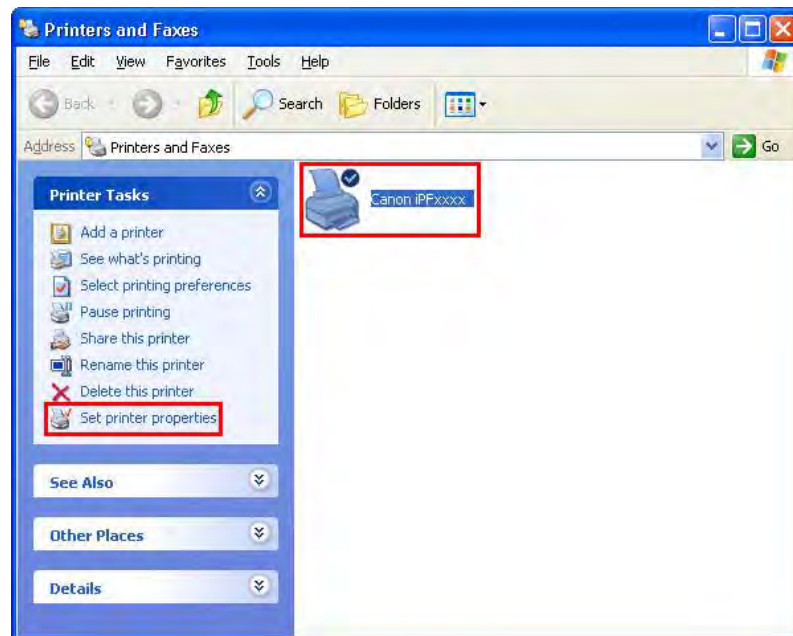 Printers and Faxes
File Edit View Favorites Tools Help
Back Search Folders
Address Printers and Faxes Go
Printer Tasks
Add a printer
See what's printing
Select printing preferences
Pause printing
Share this printer
Rename this printer
Delete this printer
Set printer properties
See Also
Other Places
Details
Canon iPFxxxx